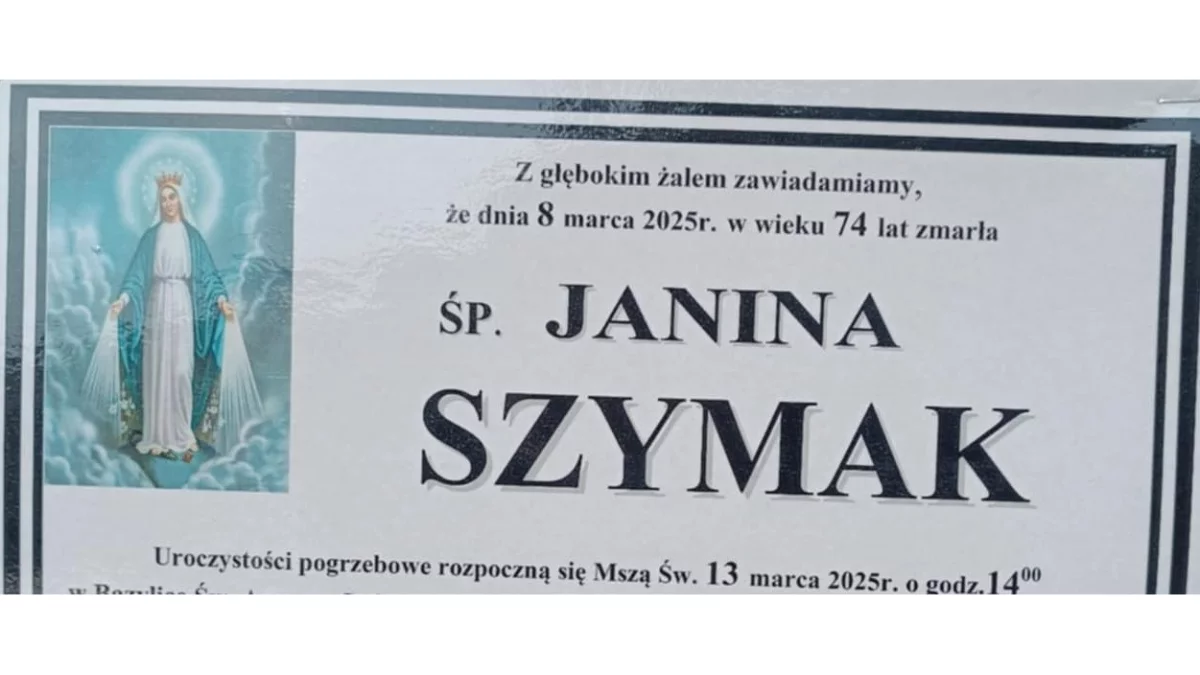 Z głębokim żalem zawiadamiamy,
że dnia 8 marca 2025r. w wieku 74 lat zmarła
ŚP. JANINA
SZYMAK
Uroczystości pogrzebowe rozpoczną się Mszą Św. 13 marca 2025r. o godz.14⁰⁰
w